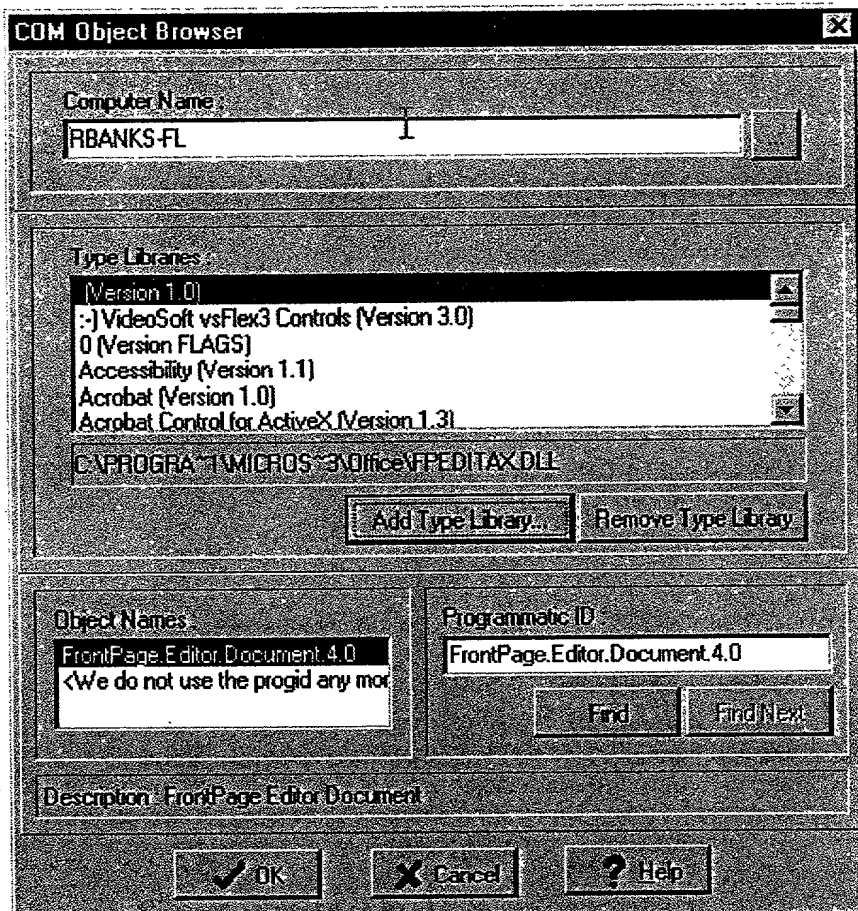 COM Object Browser
Computer Name :
RBANKS-FL
...
Type Libraries :
(Version 1.0)
:-) VideoSoft vsFlex3 Controls (Version 3.0)
0 (Version FLAGS)
Accessibility (Version 1.1)
Acrobat (Version 1.0)
Acrobat Control for ActiveX (Version 1.3)
C:\PROGRA~1\MICROS~3\Office\FPEDITAX.DLL
Add Type Library...
Remove Type Library
Object Names :
FrontPage.Editor.Document.4.0
<We do not use the progid any mor
Programmatic ID
FrontPage.Editor.Document.4.0
Find
Find Next
Description : FrontPage Editor Document
OK
Cancel
Help